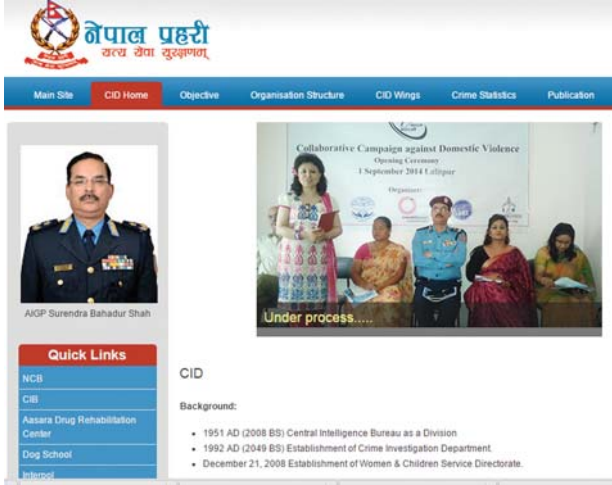 नेपाल प्रहरी
सत्य सेवा सुरक्षणम्
Main Site CID Home Objective Organisation Structure CID Wings Crime Statistics Publication
Collaborative Campaign against Domestic Violence
Opening Ceremony
1 September 2014 Lalitpur
Organizer:
Under process.....
AIGP Surendra Bahadur Shah
Quick Links
NCB
CIB
Aasara Drug Rehabilitation
Center
Dog School
Interpol
CID
Background:
1951 AD (2008 BS) Central Intelligence Bureau as a Division
1992 AD (2049 BS) Establishment of Crime Investigation Department.
December 21, 2008 Establishment of Women & Children Service Directorate.